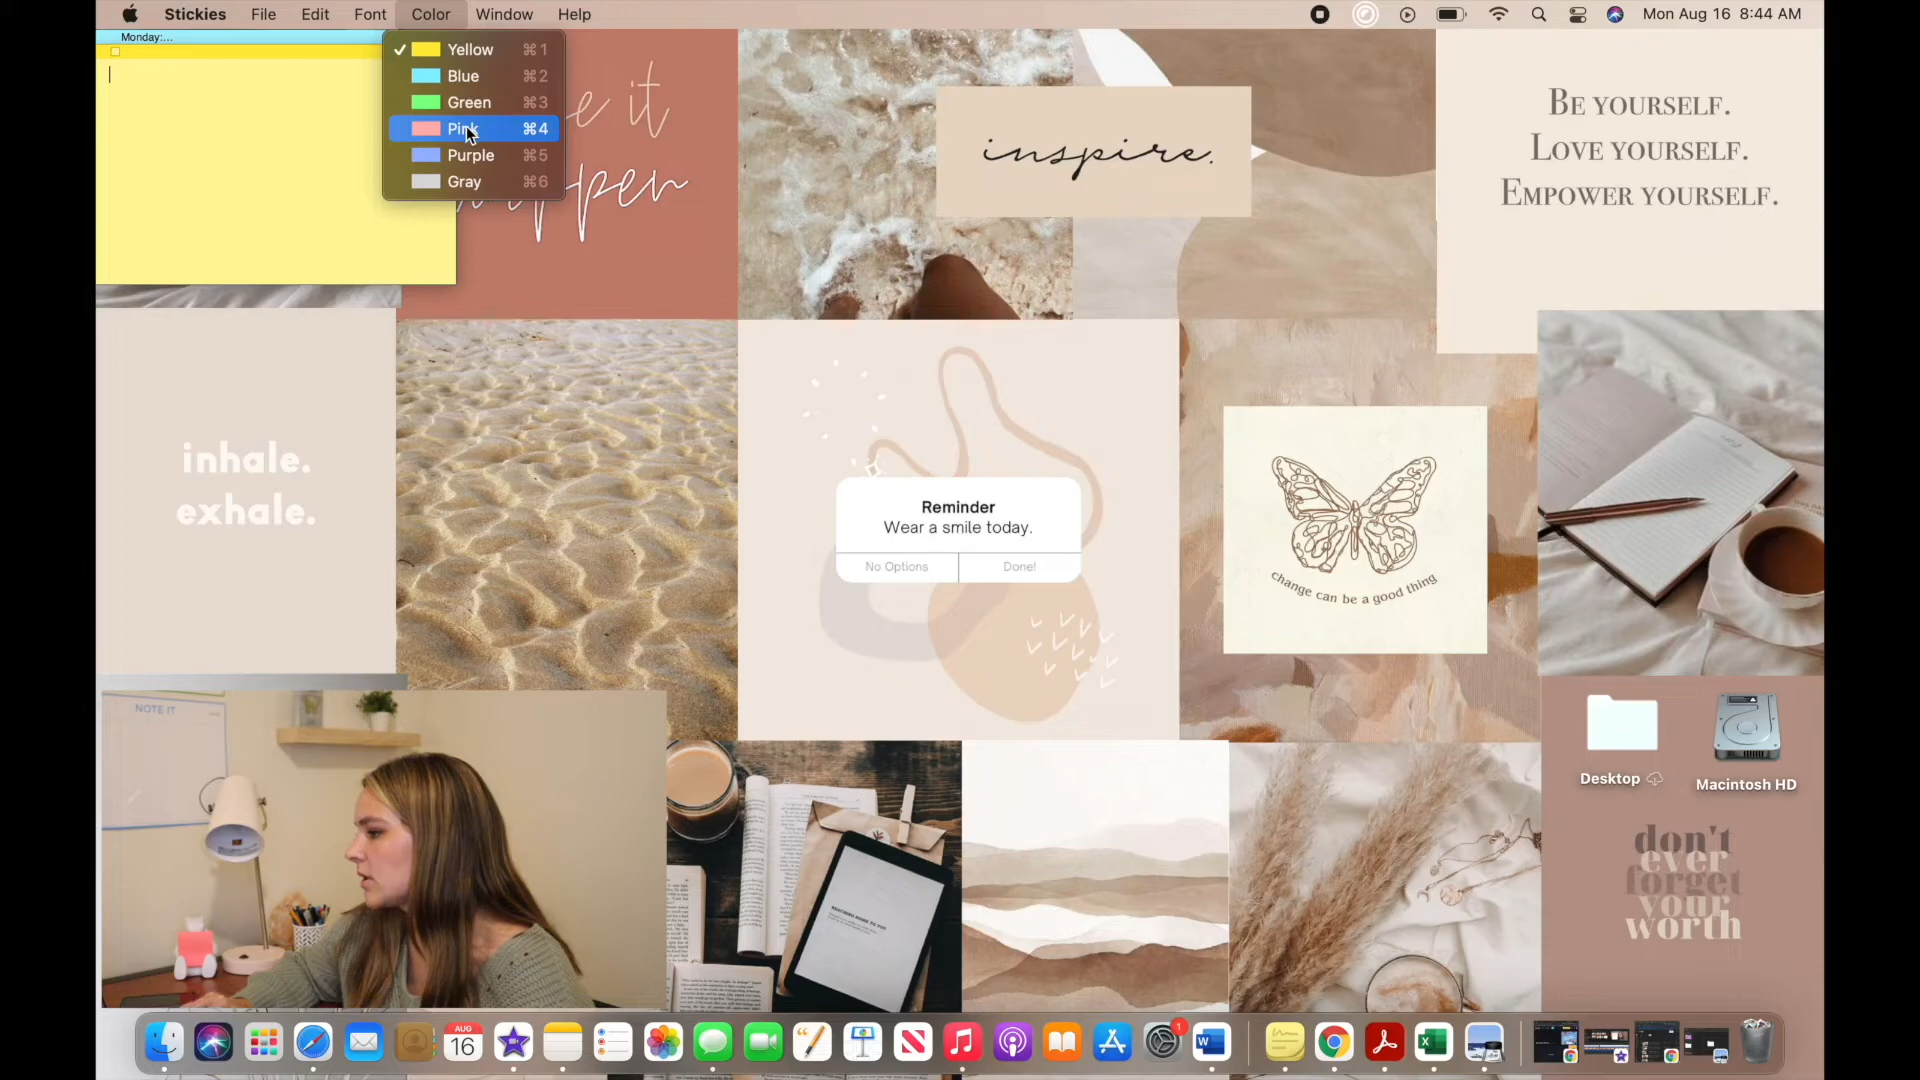 Stickies File Edit Font Color Window Help
Mon Aug 16 8:44 AM
Monday:...
✓ Yellow ⌘1
Blue ⌘2
Green ⌘3
Pink ⌘4
Purple ⌘5
Gray ⌘6
e it
pen
inspire.
BE YOURSELF.
LOVE YOURSELF.
EMPOWER YOURSELF.
inhale.
exhale.
Reminder
Wear a smile today.
No Options Done!
change can be a good thing
NOTE IT
Desktop
Macintosh HD
don't
ever
forget
your
worth
AUG
16
1